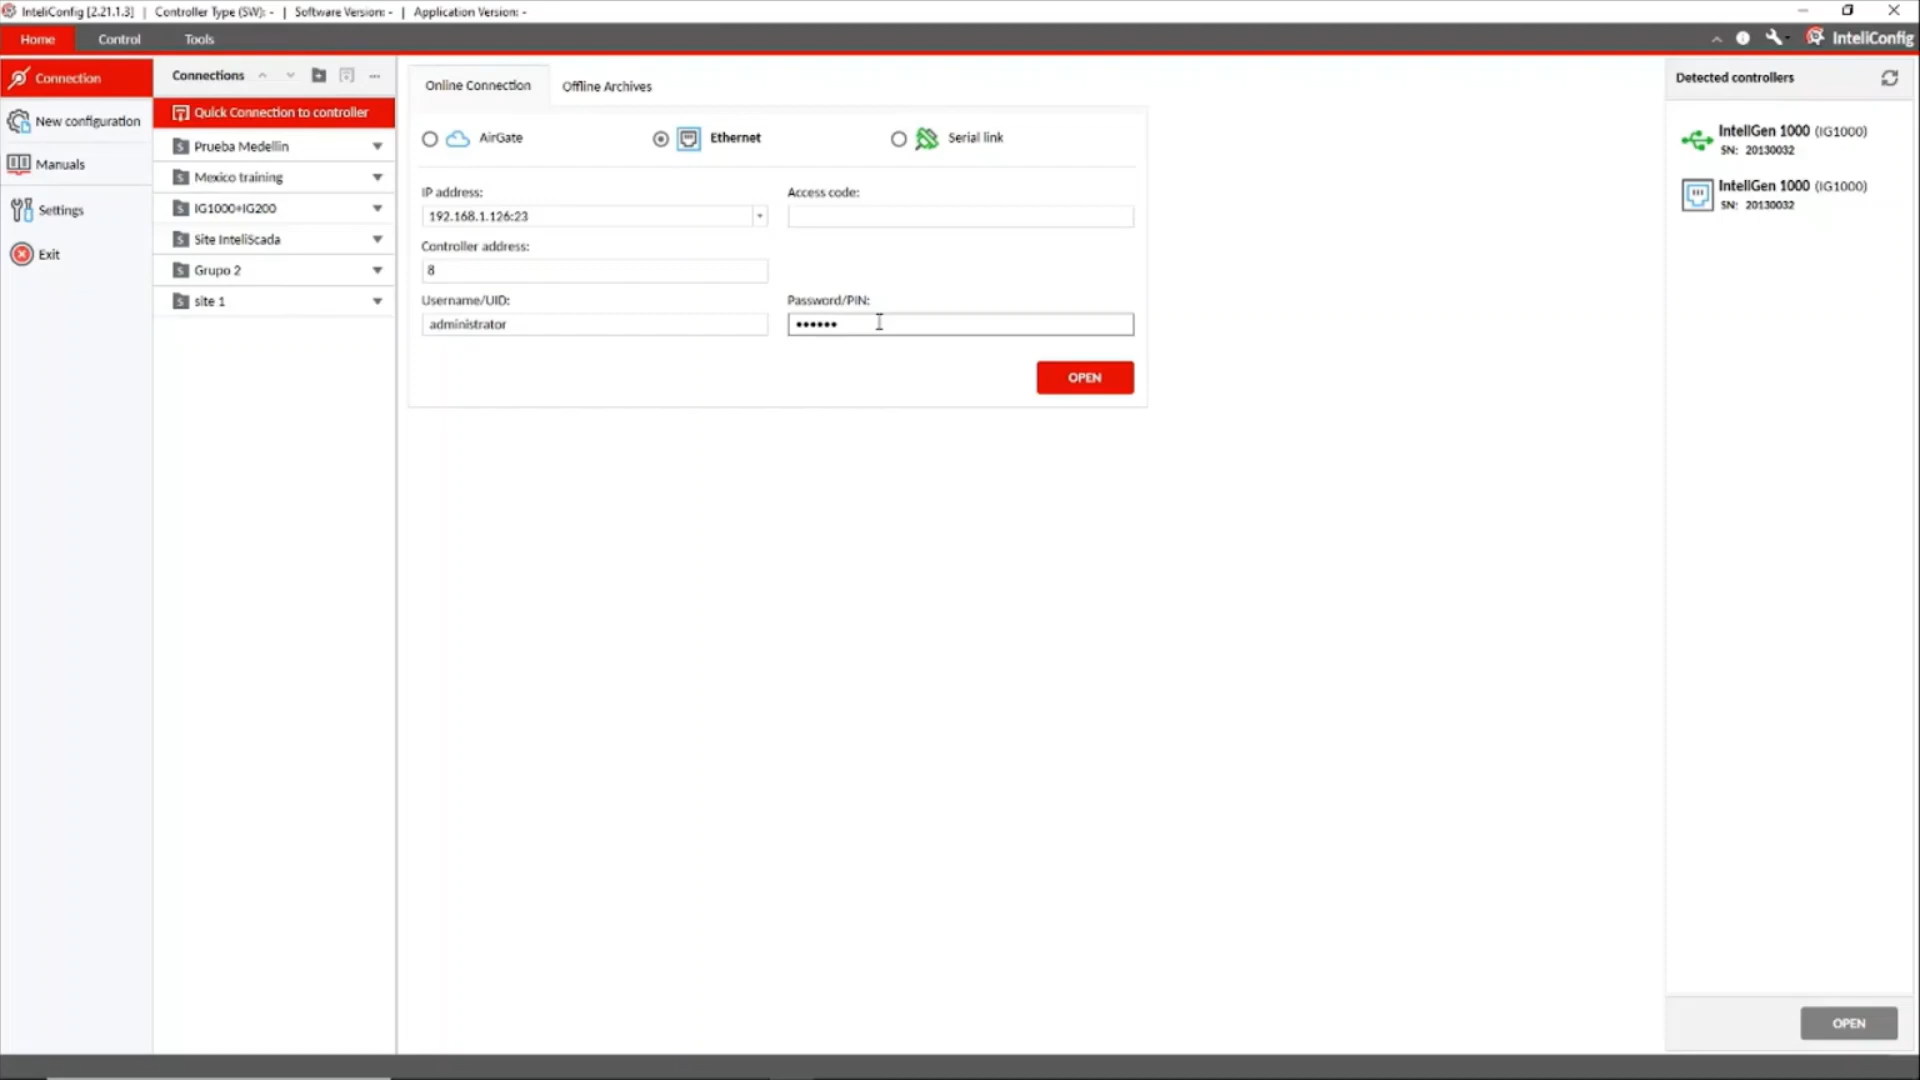 InteliConfig [2.21.1.3] | Controller Type (SW): - | Software Version: - | Application Version: -
Home Control Tools
InteliConfig
Connection
New configuration
Manuals
Settings
Exit
Connections
Quick Connection to controller
Prueba Medellin
Mexico training
IG1000+IG200
Site InteliScada
Grupo 2
site 1
Online Connection Offline Archives
AirGate Ethernet Serial link
IP address: Access code:
192.168.1.126:23
Controller address:
8
Username/UID: Password/PIN:
administrator ••••••
OPEN
Detected controllers
InteliGen 1000 (IG1000)
SN: 20130032
InteliGen 1000 (IG1000)
SN: 20130032
OPEN